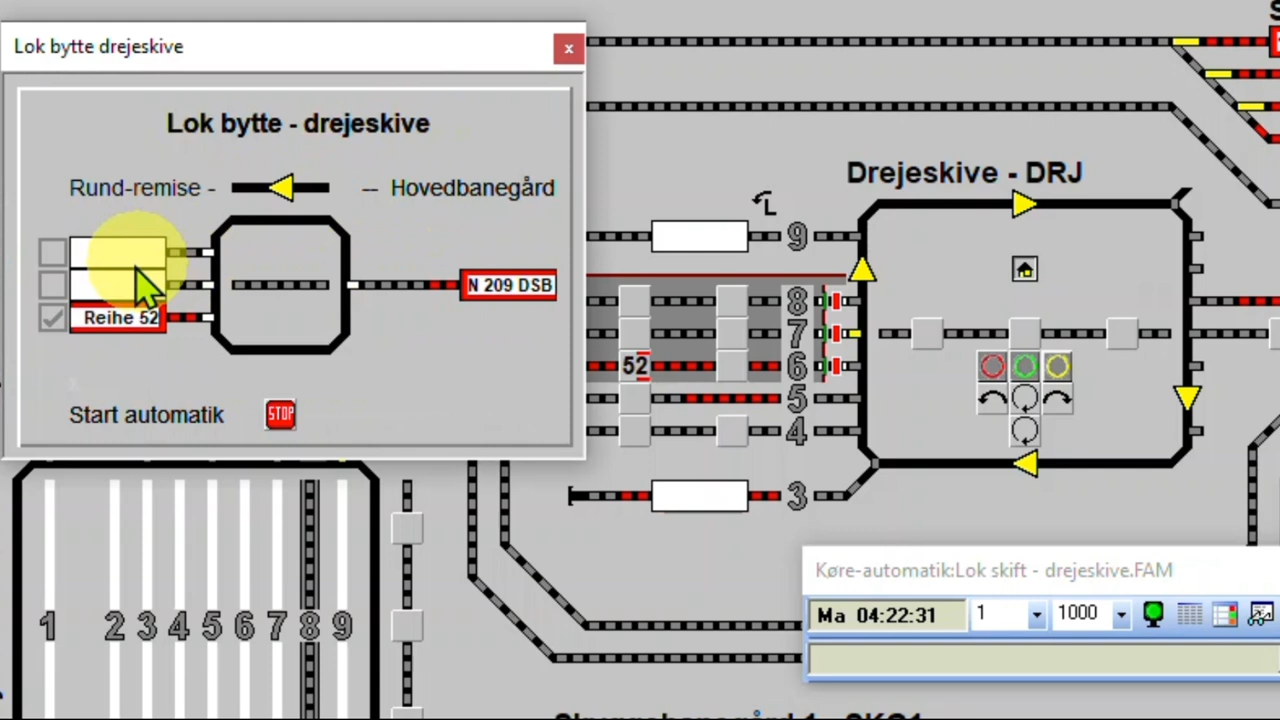 Lok bytte drejeskive
x
Lok bytte - drejeskive
Rund-remise - -- Hovedbanegård
N 209 DSB
Reihe 52
Start automatik STOP
Drejeskive - DRJ
L
9
8
7
52 6
5
4
3
1 2 3 4 5 6 7 8 9
Køre-automatik:Lok skift - drejeskive.FAM
Ma 04:22:31 1 1000